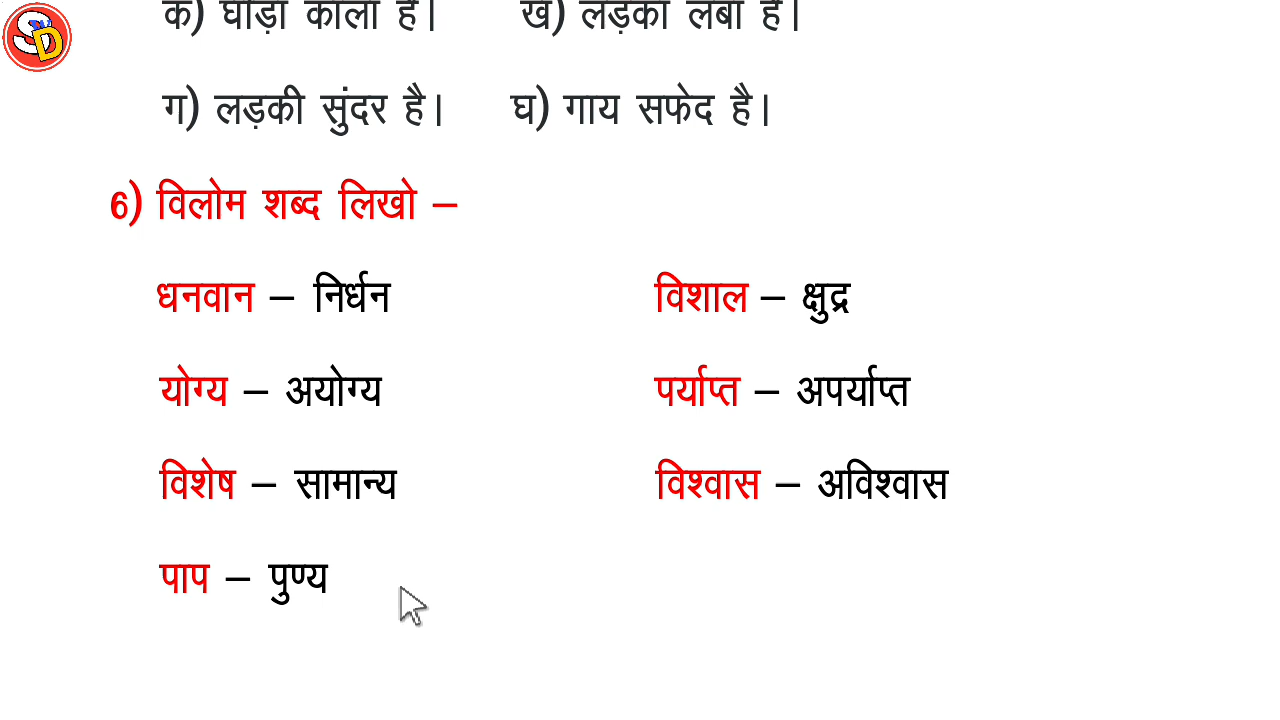 क) घोड़ा काला है। ख) लड़का लंबा है।
ग) लड़की सुंदर है। घ) गाय सफेद है।
6) विलोम शब्द लिखो –
धनवान – निर्धन विशाल – क्षुद्र
योग्य – अयोग्य पर्याप्त – अपर्याप्त
विशेष – सामान्य विश्वास – अविश्वास
पाप – पुण्य